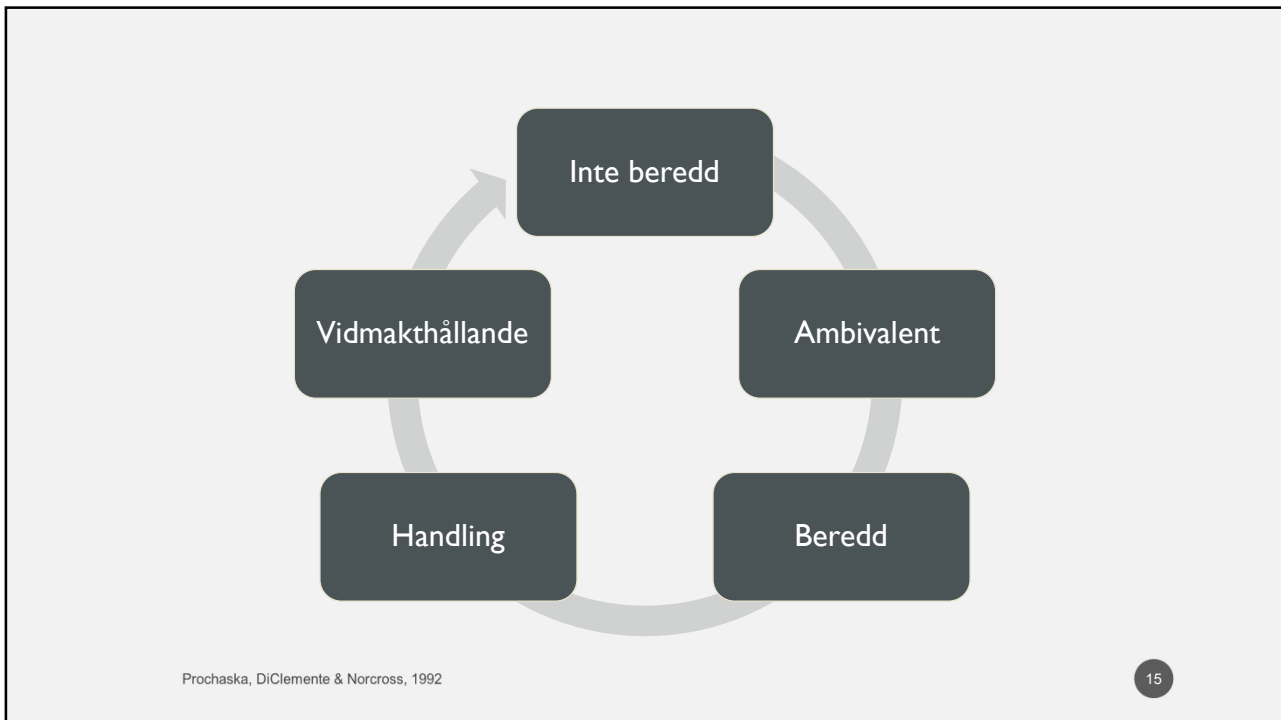 Inte beredd
Ambivalent
Beredd
Handling
Vidmakthållande
Prochaska, DiClemente & Norcross, 1992
15